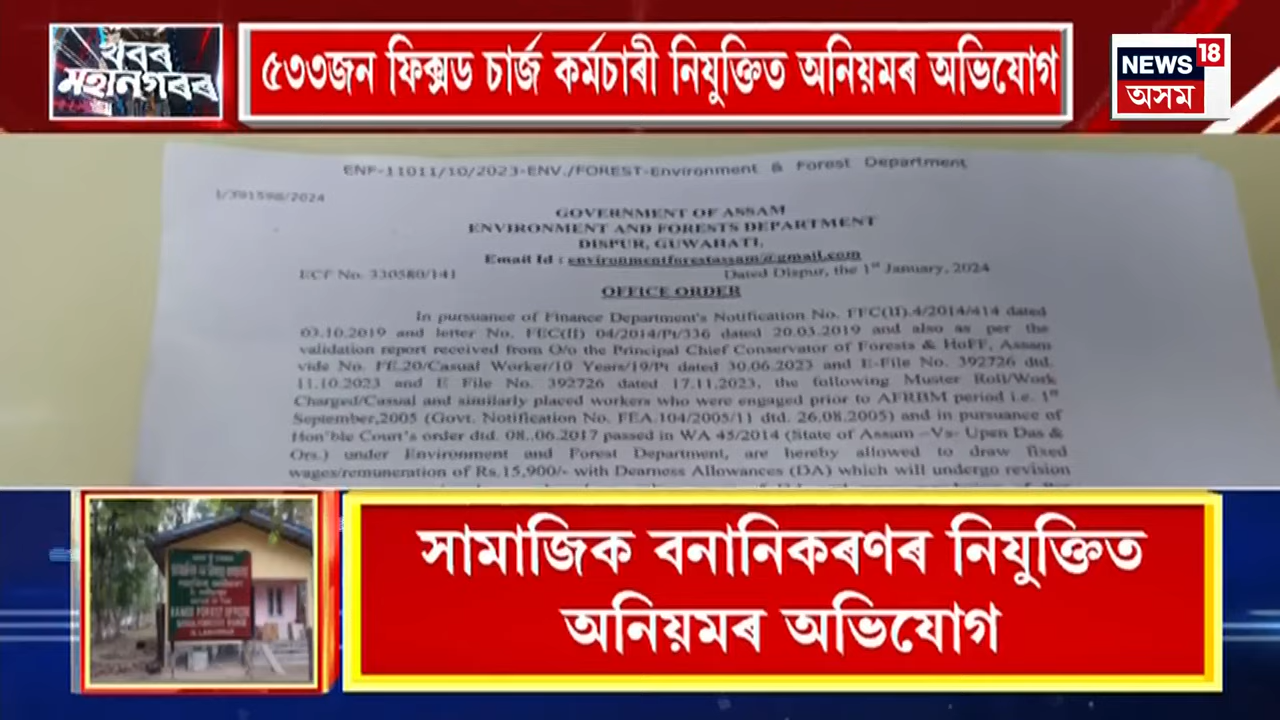 খবৰ
মহানগৰৰ
৫৩৩জন ফিক্সড চাৰ্জ কৰ্মচাৰী নিযুক্তিত অনিয়মৰ অভিযোগ
NEWS 18
অসম
ENF-11011/10/2023-ENV./FOREST-Environment & Forest Department
I/391598/2024
GOVERNMENT OF ASSAM
ENVIRONMENT AND FORESTS DEPARTMENT
DISPUR, GUWAHATI.
Email Id : environmentforestassam@gmail.com
ECF No. 330580/141 Dated Dispur, the 1st January, 2024
OFFICE ORDER
In pursuance of Finance Department's Notification No. FFC(II).4/2014/414 dated
03.10.2019 and letter No. FEC(II) 04/2014/Pt/336 dated 20.03.2019 and also as per the
validation report received from O/o the Principal Chief Conservator of Forests & HoFF, Assam
vide No. FE.20/Casual Worker/10 Years/19/Pt dated 30.06.2023 and E-File No. 392726 dtd.
11.10.2023 and E File No. 392726 dated 17.11.2023, the following Muster Roll/Work
Charged/Casual and similarly placed workers who were engaged prior to AFRBM period i.e. 1st
September,2005 (Govt. Notification No. FEA.104/2005/11 dtd. 26.08.2005) and in pursuance of
Hon'ble Court's order dtd. 08..06.2017 passed in WA 45/2014 (State of Assam –Vs- Upen Das &
Ors.) under Environment and Forest Department, are hereby allowed to draw fixed
wages/remuneration of Rs.15,900/- with Dearness Allowances (DA) which will undergo revision
সামাজিক বনানিকৰণৰ নিযুক্তিত
অনিয়মৰ অভিযোগ